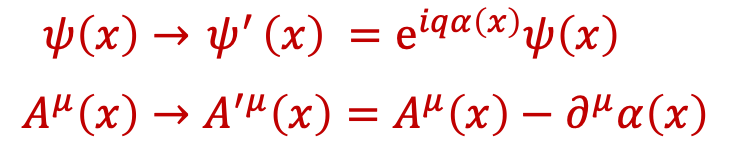 ψ(x) → ψ′(x) = e^{iqα(x)}ψ(x)
A^μ(x) → A′^μ(x) = A^μ(x) − ∂^μα(x)